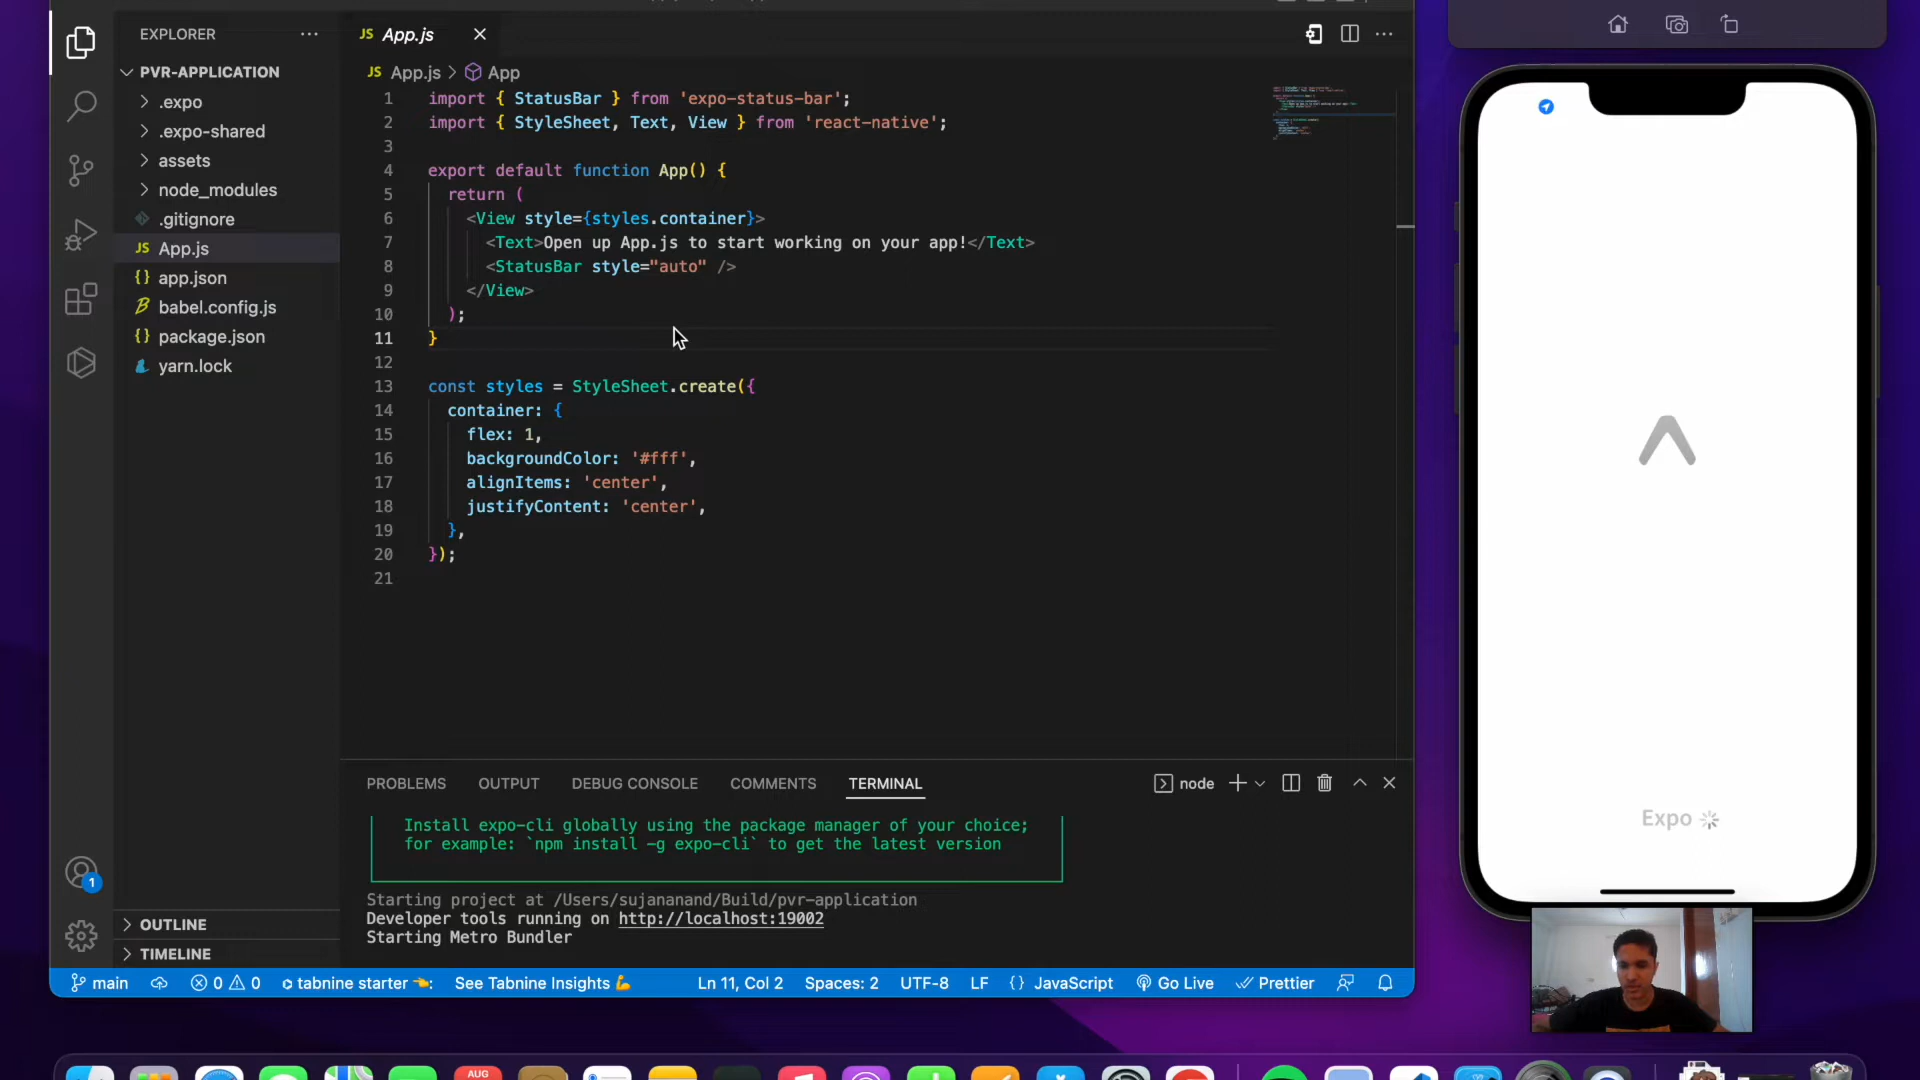 EXPLORER
PVR-APPLICATION
.expo
.expo-shared
assets
node_modules
.gitignore
JS App.js
{} app.json
babel.config.js
{} package.json
yarn.lock
OUTLINE
TIMELINE
JS App.js
JS App.js > App
1 import { StatusBar } from 'expo-status-bar';
2 import { StyleSheet, Text, View } from 'react-native';
3
4 export default function App() {
5 return (
6 <View style={styles.container}>
7 <Text>Open up App.js to start working on your app!</Text>
8 <StatusBar style="auto" />
9 </View>
10 );
11 }
12
13 const styles = StyleSheet.create({
14 container: {
15 flex: 1,
16 backgroundColor: '#fff',
17 alignItems: 'center',
18 justifyContent: 'center',
19 },
20 });
21
PROBLEMS OUTPUT DEBUG CONSOLE COMMENTS TERMINAL node
Install expo-cli globally using the package manager of your choice;
for example: `npm install -g expo-cli` to get the latest version
Starting project at /Users/sujananand/Build/pvr-application
Developer tools running on http://localhost:19002
Starting Metro Bundler
1
main 0 0 tabnine starter See Tabnine Insights Ln 11, Col 2 Spaces: 2 UTF-8 LF {} JavaScript Go Live Prettier
Expo
AUG